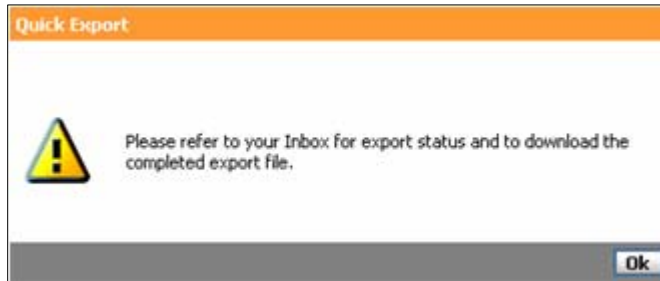 Quick Export
Please refer to your Inbox for export status and to download the
completed export file.
Ok